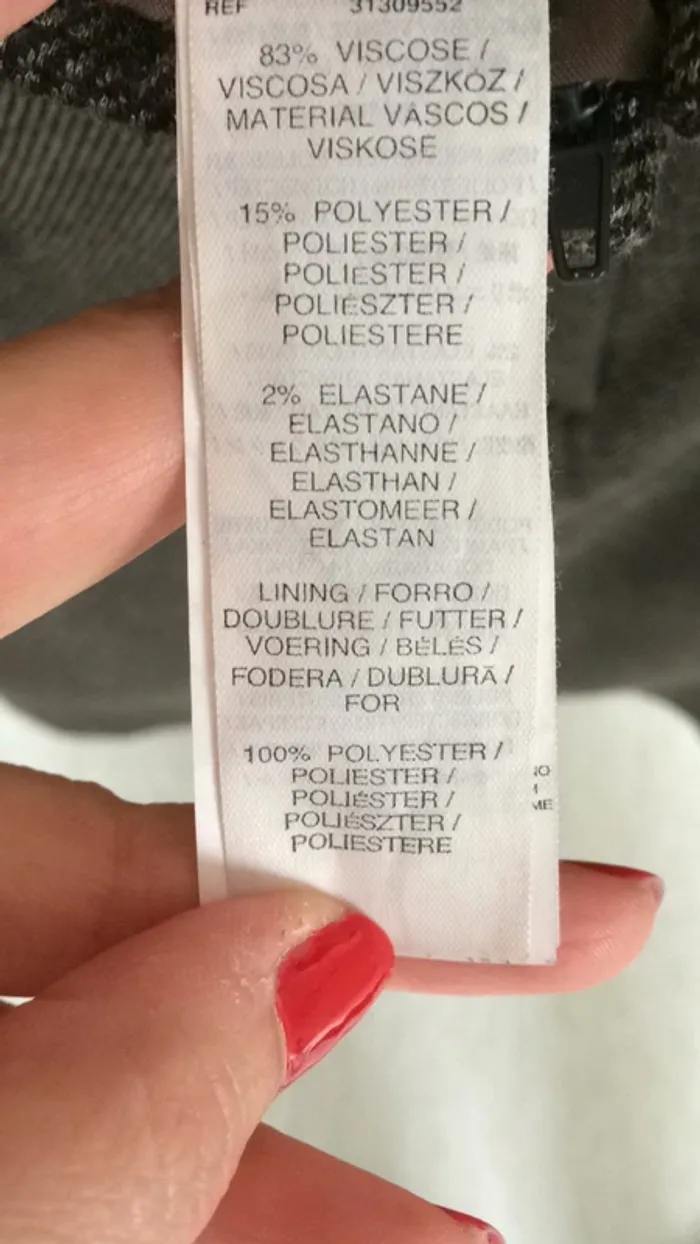 REF 31309552
83% VISCOSE /
VISCOSA / VISZKÓZ /
MATERIAL VÂSCOS /
VISKOSE
15% POLYESTER /
POLIESTER /
POLIÉSTER /
POLIÉSZTER /
POLIESTERE
2% ELASTANE /
ELASTANO /
ELASTHANNE /
ELASTHAN /
ELASTOMEER /
ELASTAN
LINING / FORRO /
DOUBLURE / FUTTER /
VOERING / BÉLÉS /
FODERA / DUBLURĂ /
FOR
100% POLYESTER /
POLIESTER /
POLIÉSTER /
POLIÉSZTER /
POLIESTERE